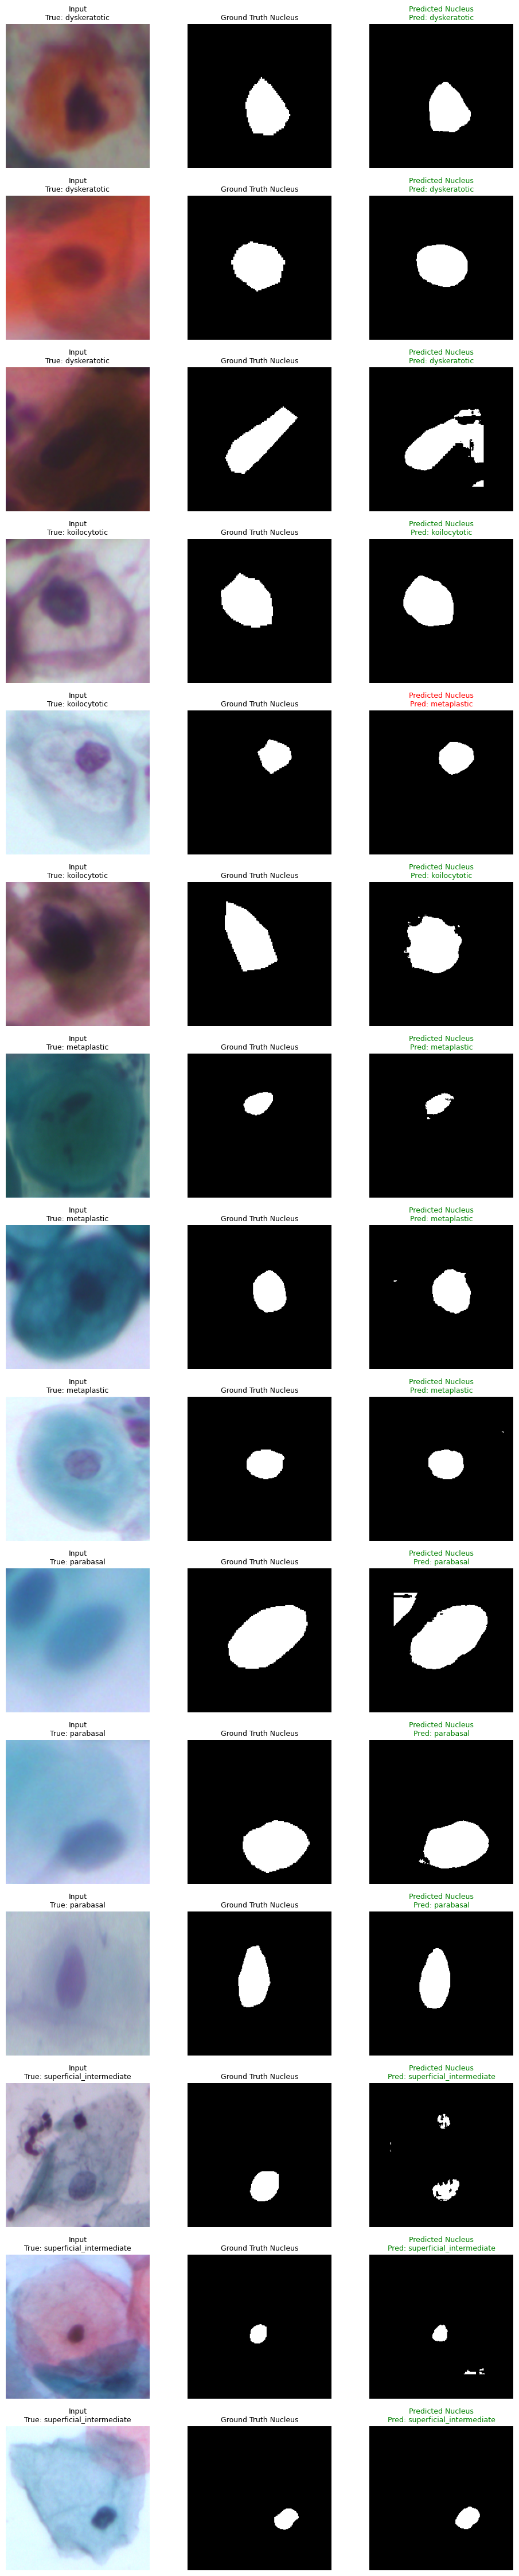 Input
True: dyskeratotic
Ground Truth Nucleus
Predicted Nucleus
Pred: dyskeratotic
Input
True: dyskeratotic
Ground Truth Nucleus
Predicted Nucleus
Pred: dyskeratotic
Input
True: dyskeratotic
Ground Truth Nucleus
Predicted Nucleus
Pred: dyskeratotic
Input
True: koilocytotic
Ground Truth Nucleus
Predicted Nucleus
Pred: koilocytotic
Input
True: koilocytotic
Ground Truth Nucleus
Predicted Nucleus
Pred: metaplastic
Input
True: koilocytotic
Ground Truth Nucleus
Predicted Nucleus
Pred: koilocytotic
Input
True: metaplastic
Ground Truth Nucleus
Predicted Nucleus
Pred: metaplastic
Input
True: metaplastic
Ground Truth Nucleus
Predicted Nucleus
Pred: metaplastic
Input
True: metaplastic
Ground Truth Nucleus
Predicted Nucleus
Pred: metaplastic
Input
True: parabasal
Ground Truth Nucleus
Predicted Nucleus
Pred: parabasal
Input
True: parabasal
Ground Truth Nucleus
Predicted Nucleus
Pred: parabasal
Input
True: parabasal
Ground Truth Nucleus
Predicted Nucleus
Pred: parabasal
Input
True: superficial_intermediate
Ground Truth Nucleus
Predicted Nucleus
Pred: superficial_intermediate
Input
True: superficial_intermediate
Ground Truth Nucleus
Predicted Nucleus
Pred: superficial_intermediate
Input
True: superficial_intermediate
Ground Truth Nucleus
Predicted Nucleus
Pred: superficial_intermediate